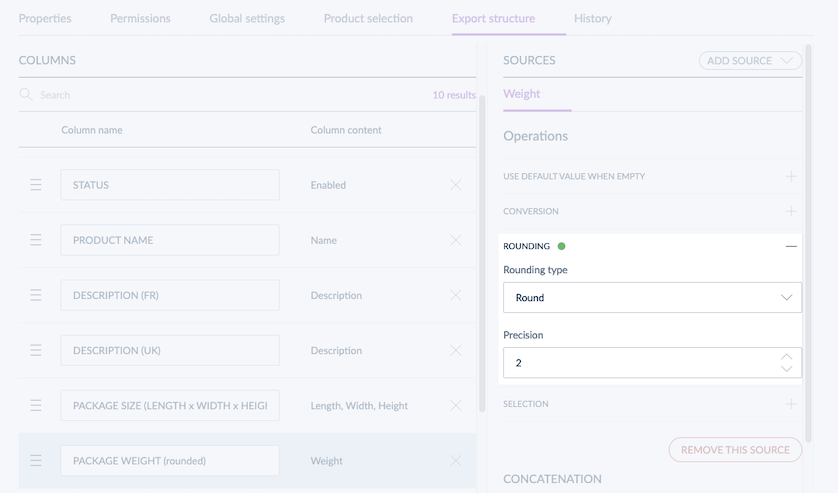 Properties Permissions Global settings Product selection Export structure History
COLUMNS
Search 10 results
Column name Column content
STATUS Enabled
PRODUCT NAME Name
DESCRIPTION (FR) Description
DESCRIPTION (UK) Description
PACKAGE SIZE (LENGTH x WIDTH x HEIGI Length, Width, Height
PACKAGE WEIGHT (rounded) Weight
SOURCES ADD SOURCE
Weight
Operations
USE DEFAULT VALUE WHEN EMPTY
CONVERSION
ROUNDING
Rounding type
Round
Precision
2
SELECTION
REMOVE THIS SOURCE
CONCATENATION